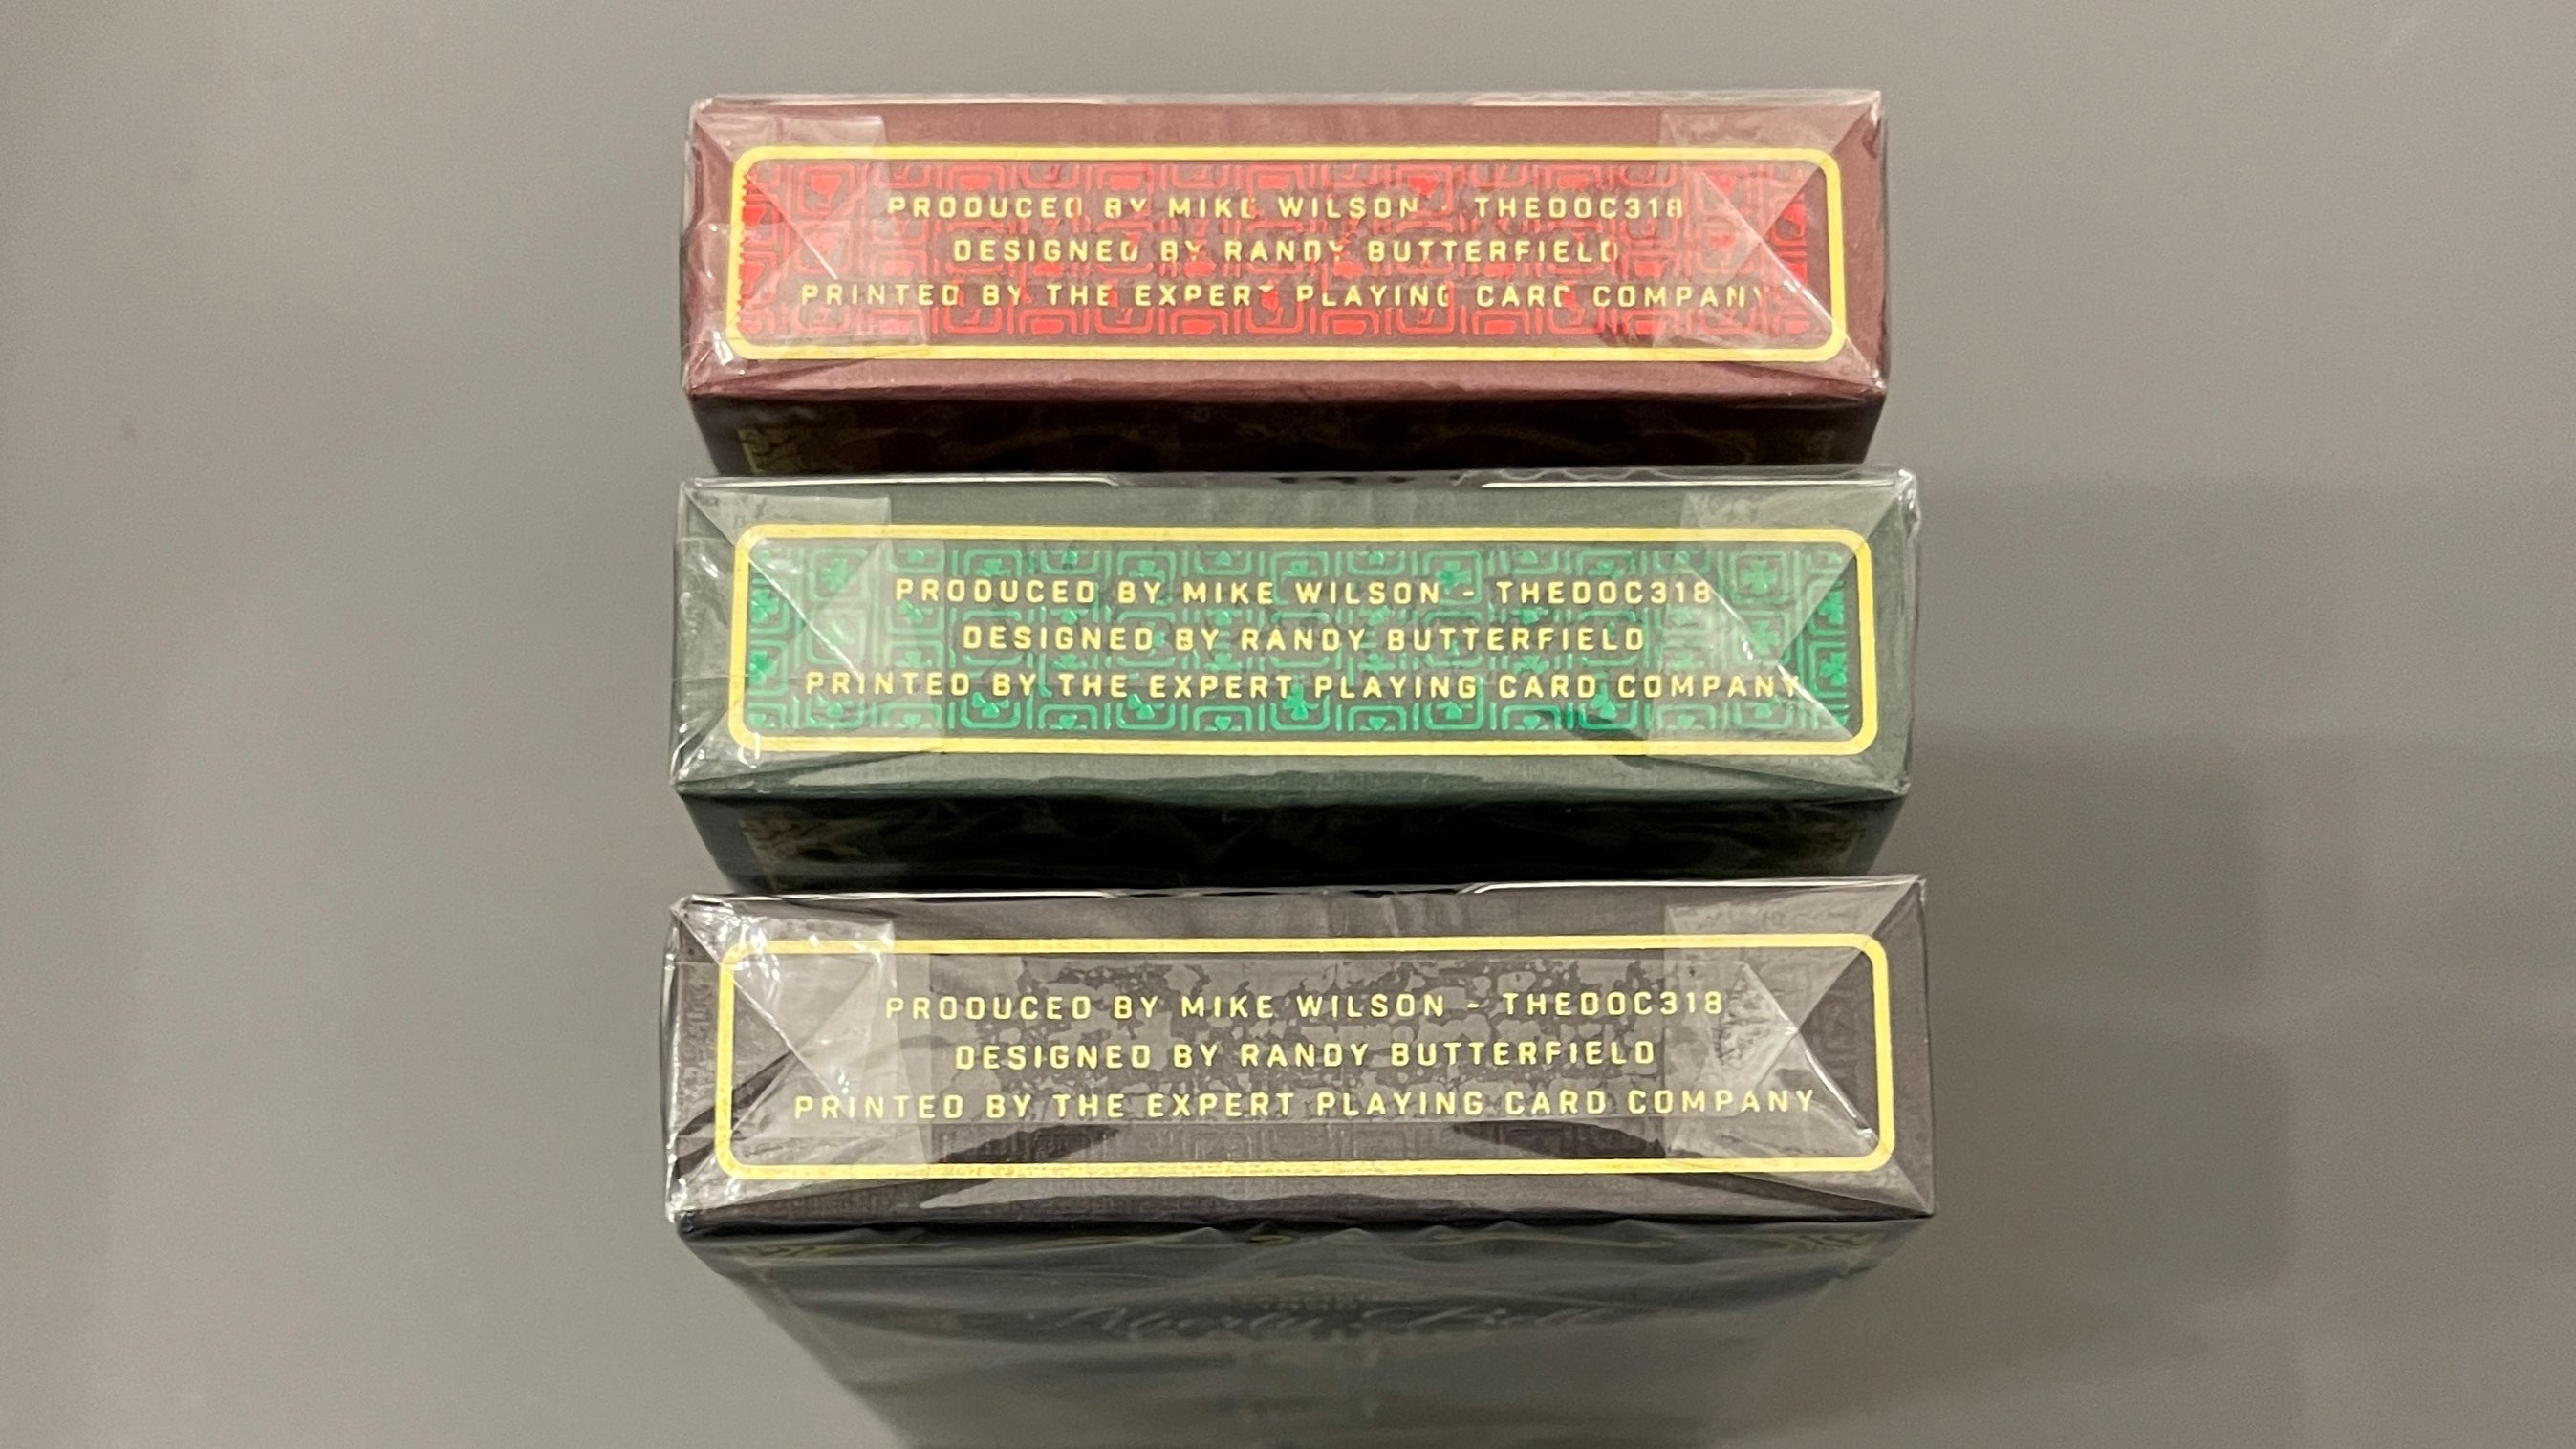 PRODUCED BY MIKE WILSON - THEDOC318
DESIGNED BY RANDY BUTTERFIELD
PRINTED BY THE EXPERT PLAYING CARD COMPANY
PRODUCED BY MIKE WILSON - THEDOC318
DESIGNED BY RANDY BUTTERFIELD
PRINTED BY THE EXPERT PLAYING CARD COMPANY
PRODUCED BY MIKE WILSON - THEDOC318
DESIGNED BY RANDY BUTTERFIELD
PRINTED BY THE EXPERT PLAYING CARD COMPANY
Liberty Bell